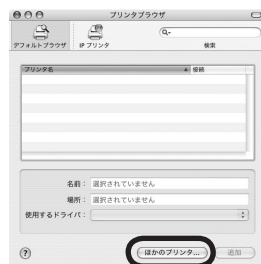 プリンタブラウザ
デフォルトブラウザ IP プリンタ 検索
プリンタ名 接続
名前： 選択されていません
場所： 選択されていません
使用するドライバ：
? ほかのプリンタ... 追加